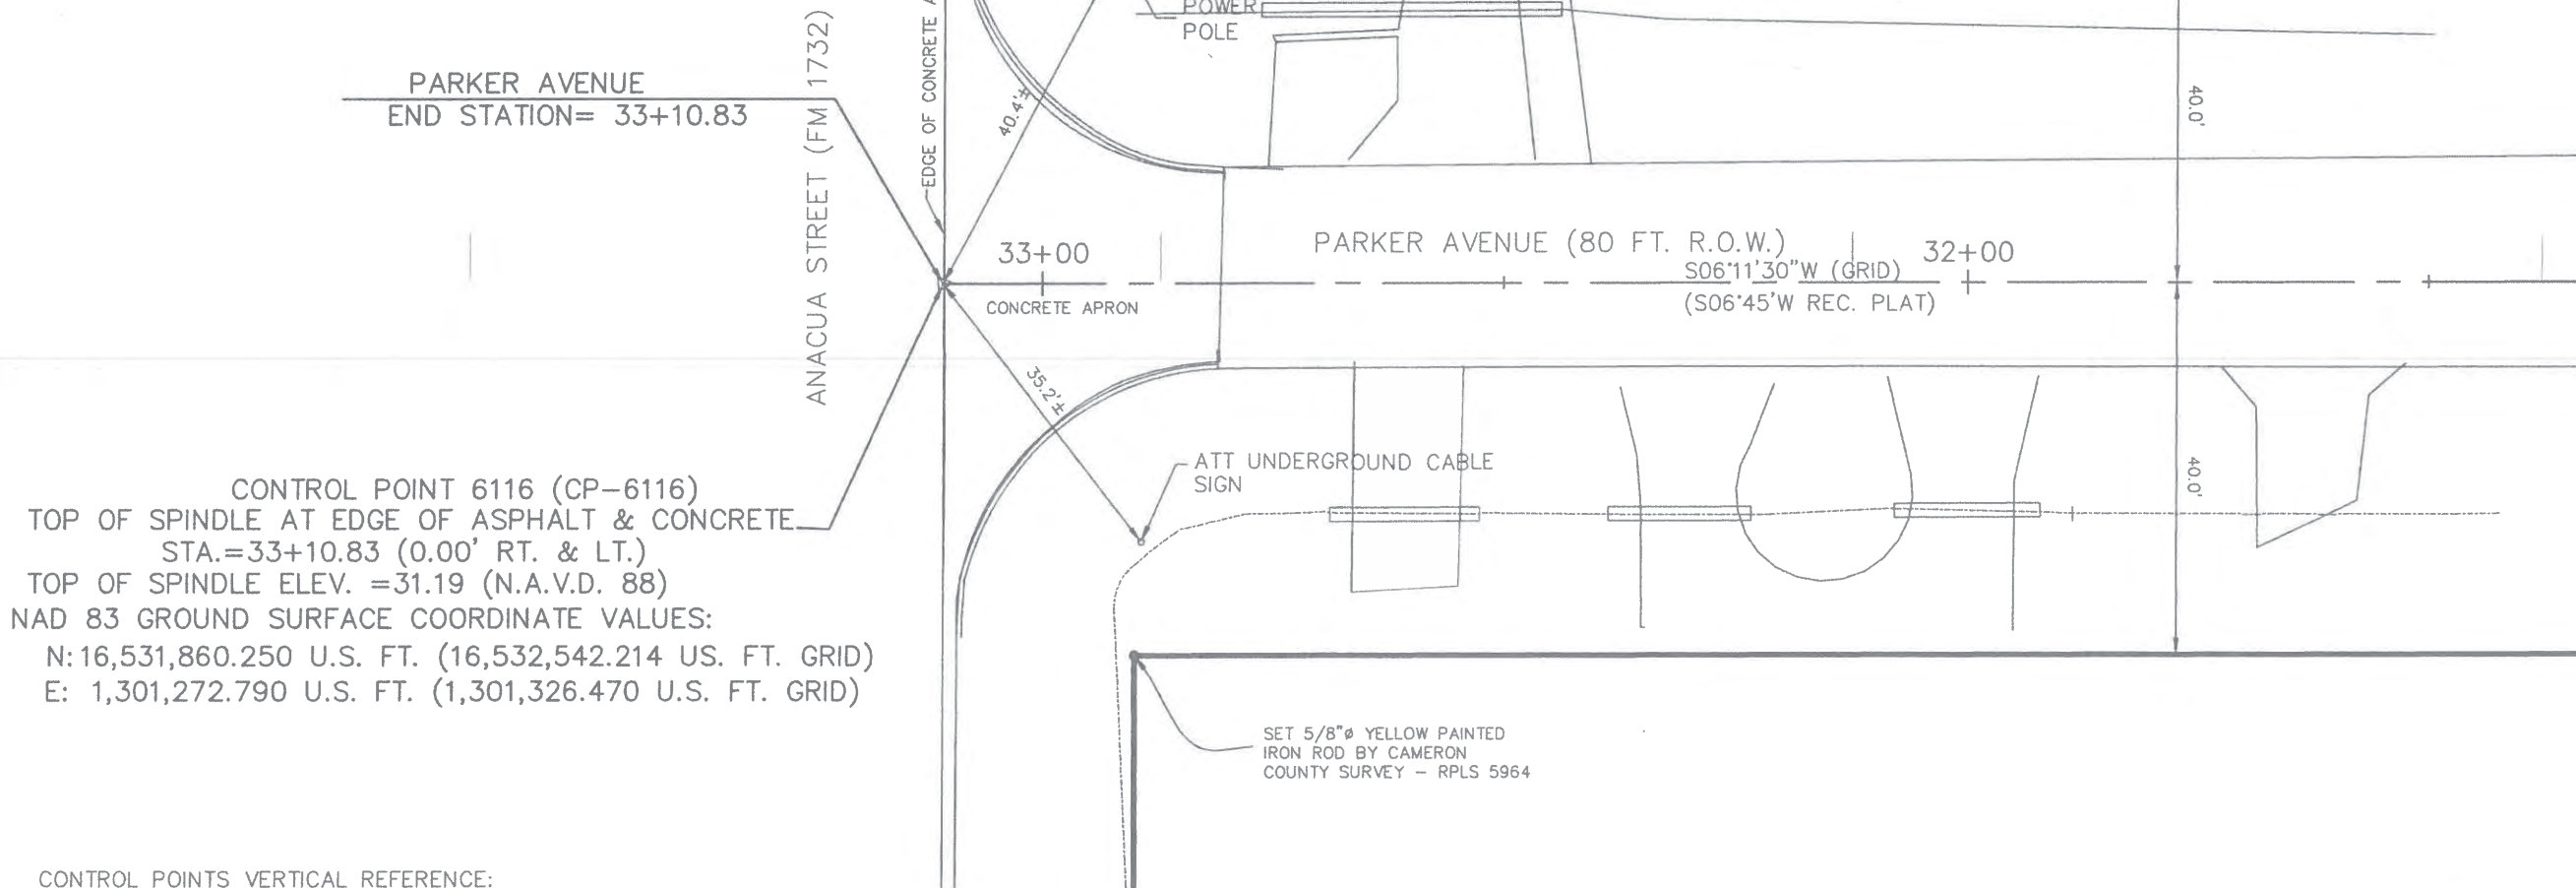 POWER
POLE
PARKER AVENUE
END STATION= 33+10.83
ANACUA STREET (FM 1732)
EDGE OF CONCRETE
40.4'±
40.0'
33+00
PARKER AVENUE (80 FT. R.O.W.)
32+00
S06°11'30"W (GRID)
(S06°45'W REC. PLAT)
CONCRETE APRON
35.2'±
ATT UNDERGROUND CABLE
SIGN
40.0'
CONTROL POINT 6116 (CP-6116)
TOP OF SPINDLE AT EDGE OF ASPHALT & CONCRETE
STA.=33+10.83 (0.00' RT. & LT.)
TOP OF SPINDLE ELEV. =31.19 (N.A.V.D. 88)
NAD 83 GROUND SURFACE COORDINATE VALUES:
N: 16,531,860.250 U.S. FT. (16,532,542.214 US. FT. GRID)
E: 1,301,272.790 U.S. FT. (1,301,326.470 U.S. FT. GRID)
SET 5/8"ø YELLOW PAINTED
IRON ROD BY CAMERON
COUNTY SURVEY - RPLS 5964
CONTROL POINTS VERTICAL REFERENCE: